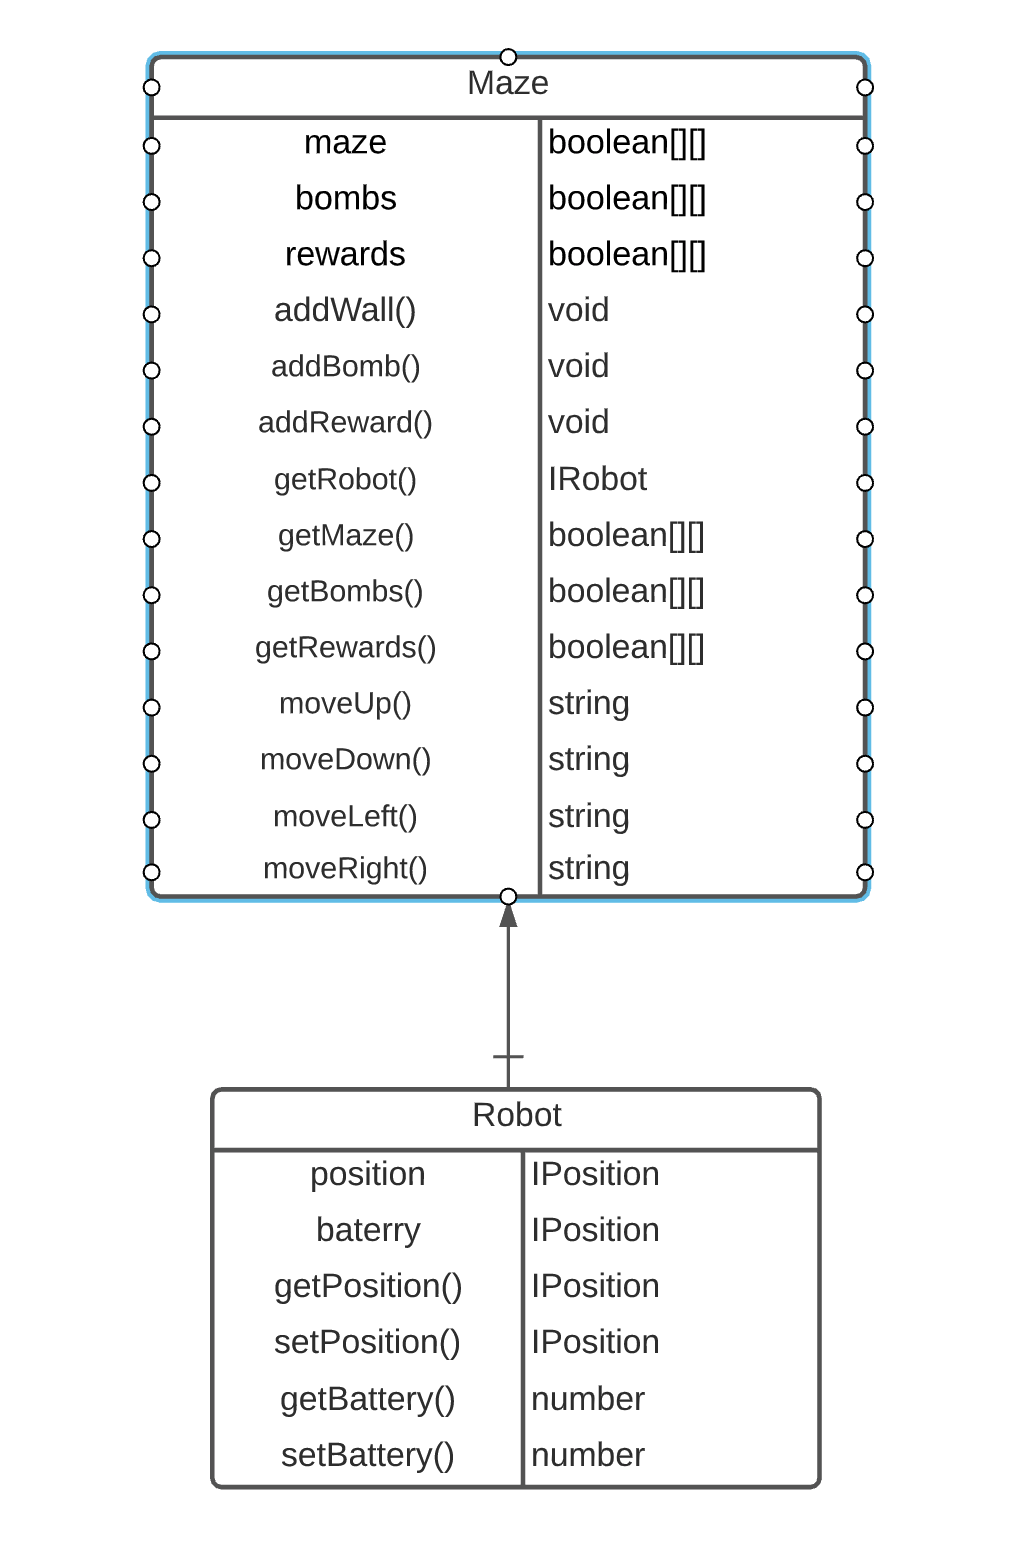 Maze
maze boolean[][]
bombs boolean[][]
rewards boolean[][]
addWall() void
addBomb() void
addReward() void
getRobot() IRobot
getMaze() boolean[][]
getBombs() boolean[][]
getRewards() boolean[][]
moveUp() string
moveDown() string
moveLeft() string
moveRight() string
Robot
position IPosition
baterry IPosition
getPosition() IPosition
setPosition() IPosition
getBattery() number
setBattery() number